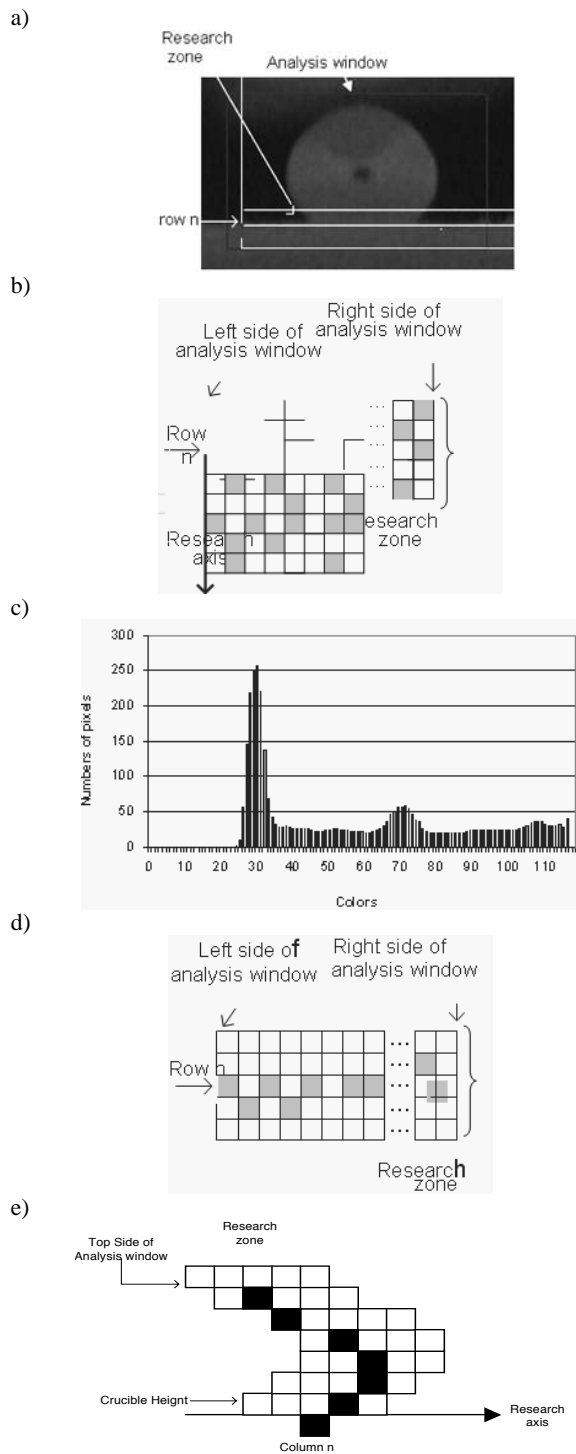 a)
Research
zone
Analysis window
row n
b)
Right side of
analysis window
Left side of
analysis window
Row
n
...
...
...
...
...
Research
axis
esearch
zone
c)
300
250
200
150
100
50
0
Numbers of pixels
0 10 20 30 40 50 60 70 80 90 100 110
Colors
d)
Left side of
analysis window
Right side of
analysis window
Row n
...
...
...
...
...
Research
zone
e)
Research
zone
Top Side of
Analysis window
Crucible Heignt
Research
axis
Column n